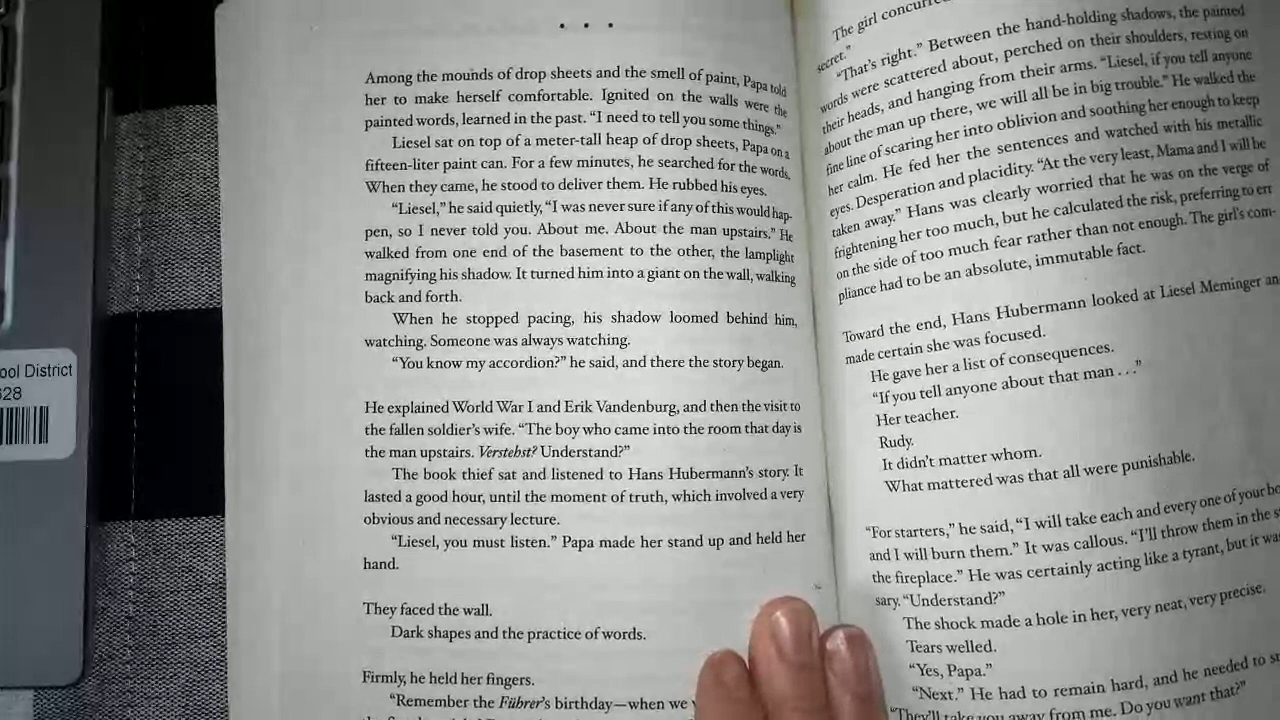 ool District
628
• • •
Among the mounds of drop sheets and the smell of paint, Papa told
her to make herself comfortable. Ignited on the walls were the
painted words, learned in the past. “I need to tell you some things.”
Liesel sat on top of a meter-tall heap of drop sheets, Papa on a
fifteen-liter paint can. For a few minutes, he searched for the words.
When they came, he stood to deliver them. He rubbed his eyes.
“Liesel,” he said quietly, “I was never sure if any of this would hap-
pen, so I never told you. About me. About the man upstairs.” He
walked from one end of the basement to the other, the lamplight
magnifying his shadow. It turned him into a giant on the wall, walking
back and forth.
When he stopped pacing, his shadow loomed behind him,
watching. Someone was always watching.
“You know my accordion?” he said, and there the story began.
He explained World War I and Erik Vandenburg, and then the visit to
the fallen soldier’s wife. “The boy who came into the room that day is
the man upstairs. Verstehst? Understand?”
The book thief sat and listened to Hans Hubermann’s story. It
lasted a good hour, until the moment of truth, which involved a very
obvious and necessary lecture.
“Liesel, you must listen.” Papa made her stand up and held her
hand.
They faced the wall.
Dark shapes and the practice of words.
Firmly, he held her fingers.
“Remember the Führer’s birthday—when we
The girl concurred
secret.”
“That’s right.” Between the hand-holding shadows, the painted
words were scattered about, perched on their shoulders, resting on
their heads, and hanging from their arms. “Liesel, if you tell anyone
about the man up there, we will all be in big trouble.” He walked the
fine line of scaring her into oblivion and soothing her enough to keep
her calm. He fed her the sentences and watched with his metallic
eyes. Desperation and placidity. “At the very least, Mama and I will be
taken away.” Hans was clearly worried that he was on the verge of
frightening her too much, but he calculated the risk, preferring to err
on the side of too much fear rather than not enough. The girl’s com-
pliance had to be an absolute, immutable fact.
Toward the end, Hans Hubermann looked at Liesel Meminger an
made certain she was focused.
He gave her a list of consequences.
“If you tell anyone about that man . . .”
Her teacher.
Rudy.
It didn’t matter whom.
What mattered was that all were punishable.
“For starters,” he said, “I will take each and every one of your bo
and I will burn them.” It was callous. “I’ll throw them in the s
the fireplace.” He was certainly acting like a tyrant, but it was
sary. “Understand?”
The shock made a hole in her, very neat, very precise.
Tears welled.
“Yes, Papa.”
“Next.” He had to remain hard, and he needed to st
“They’ll take you away from me. Do you want that?”